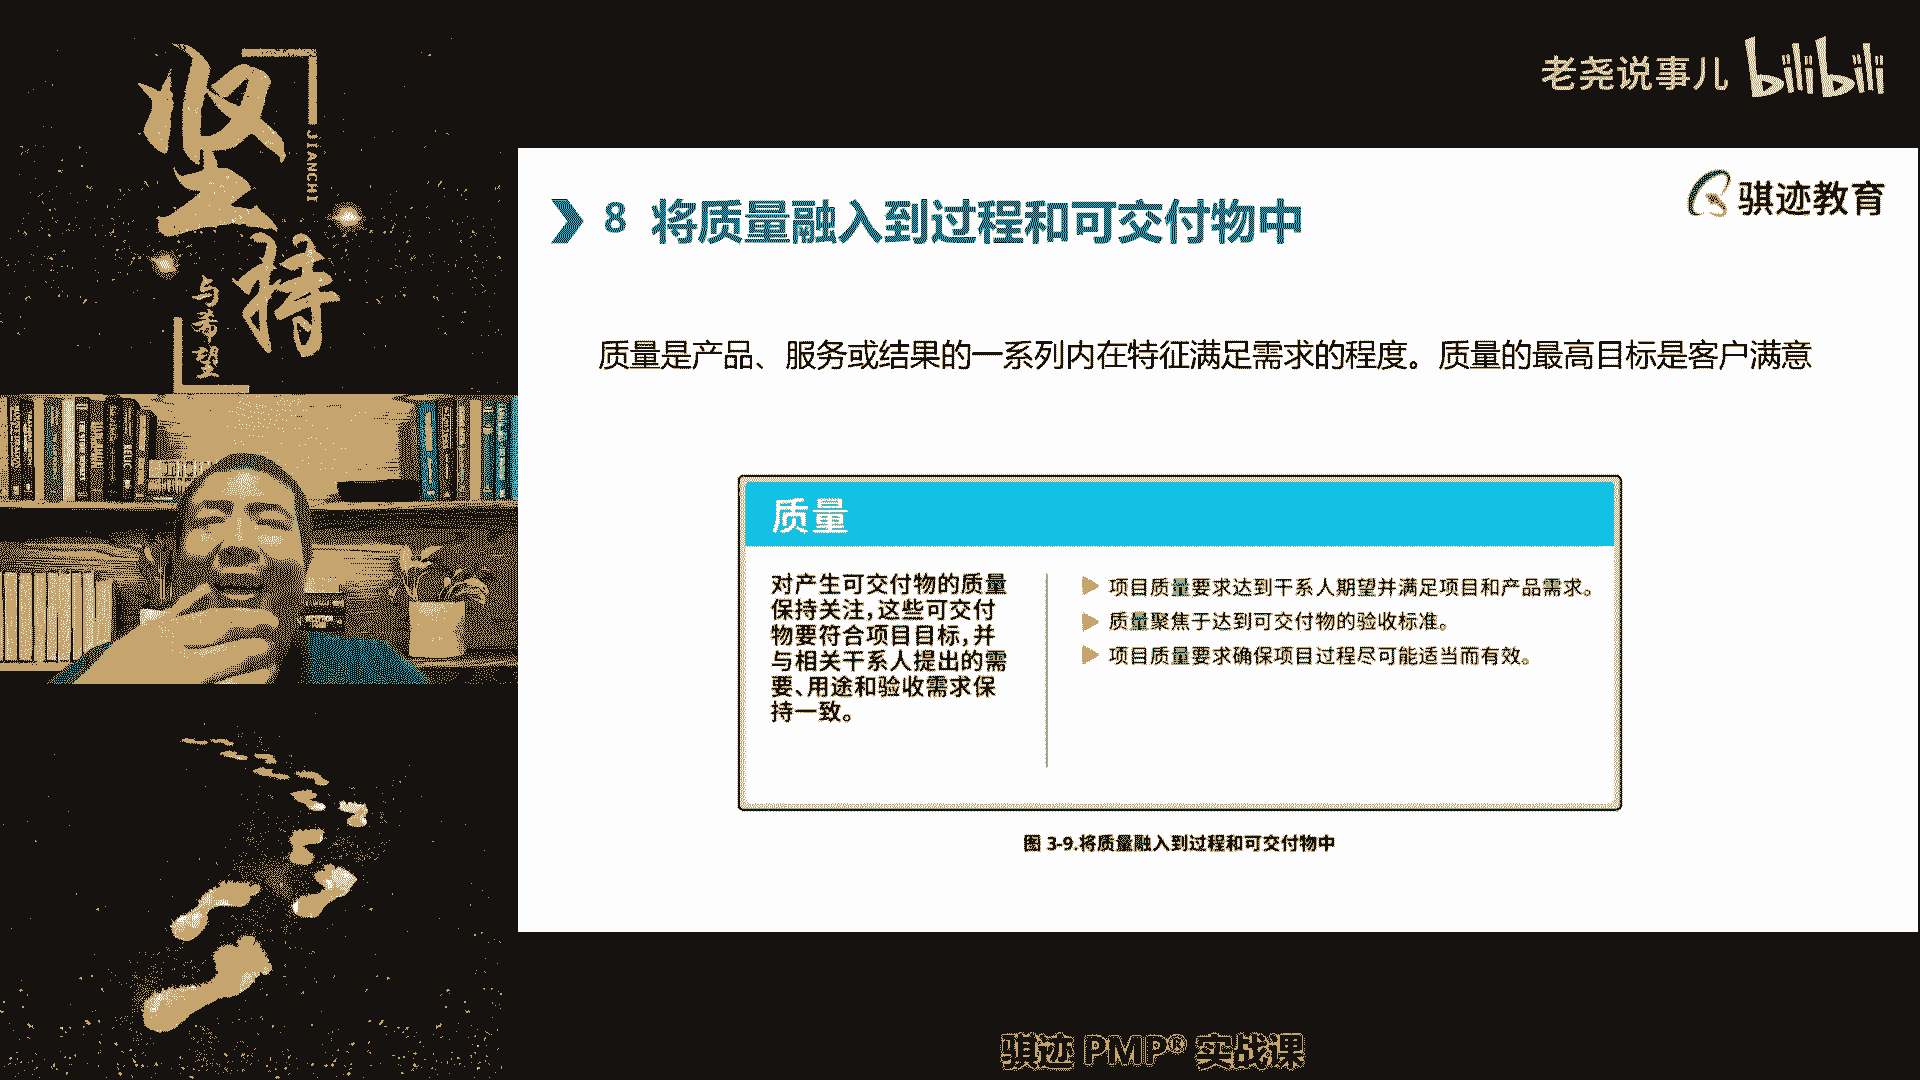 坚持
JIANCHI
与希望
老尧说事儿 bilibili
骐迹教育
8 将质量融入到过程和可交付物中
质量是产品、服务或结果的一系列内在特征满足需求的程度。质量的最高目标是客户满意
质量
对产生可交付物的质量
保持关注，这些可交付
物要符合项目目标，并
与相关干系人提出的需
要、用途和验收需求保
持一致。
项目质量要求达到干系人期望并满足项目和产品需求。
质量聚焦于达到可交付物的验收标准。
项目质量要求确保项目过程尽可能适当而有效。
图 3-9.将质量融入到过程和可交付物中
骐迹 PMP® 实战课